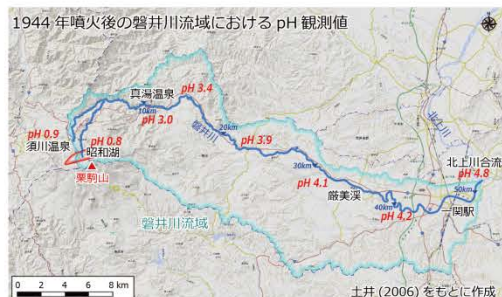 1944年噴火後の磐井川流域におけるpH観測値
真湯温泉
pH 3.4
10km
pH 3.0
磐井川
20km
pH 3.9
北上川
pH 0.9
須川温泉
pH 0.8
昭和湖
栗駒山
30km
pH 4.1
厳美渓
40km
pH 4.2
北上川合流
pH 4.8
50km
一関駅
磐井川流域
0 2 4 6 8 km
土井(2006)をもとに作成